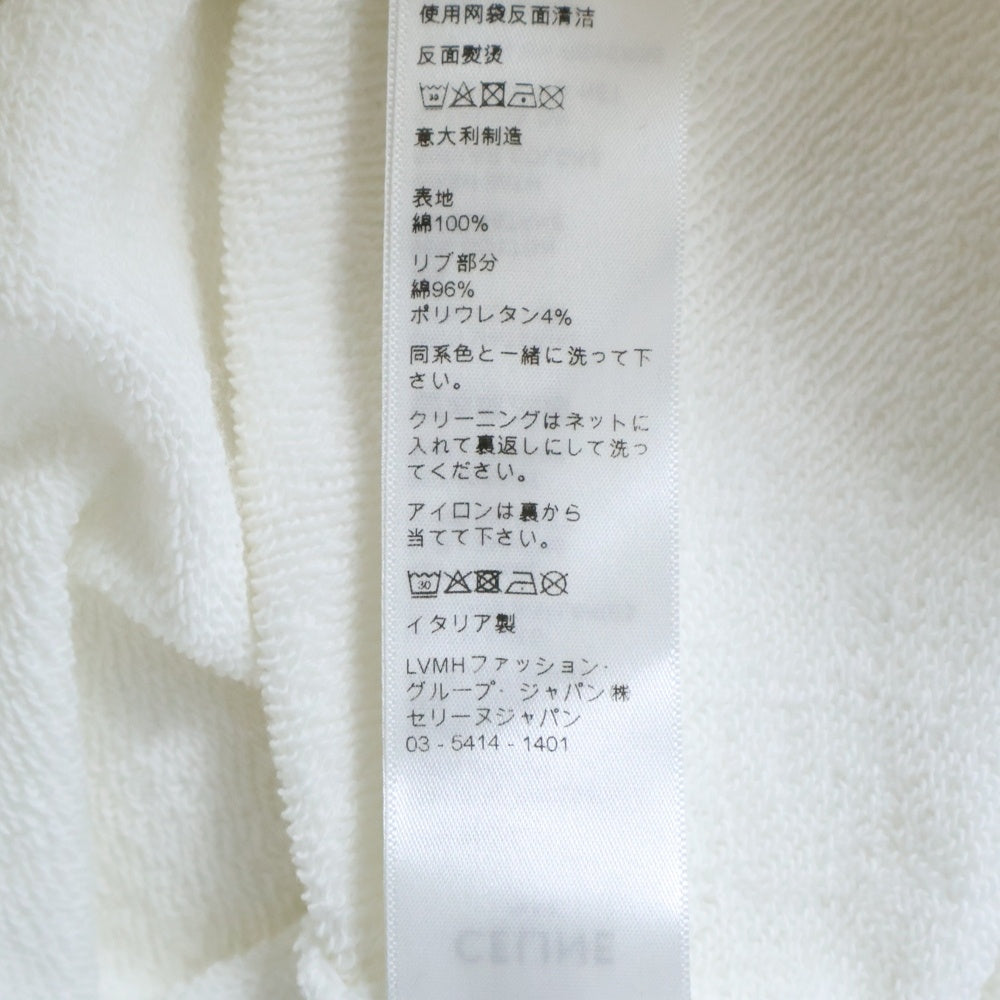 使用网袋反面清洁
反面熨烫
意大利制造
表地
綿100%
リブ部分
綿96%
ポリウレタン4%
同系色と一緒に洗って下
さい。
クリーニングはネットに
入れて裏返しにして洗っ
てください。
アイロンは裏から
当てて下さい。
30
イタリア製
LVMHファッション・
グループ・ジャパン㈱
セリーヌジャパン
03 - 5414 - 1401
CELINE